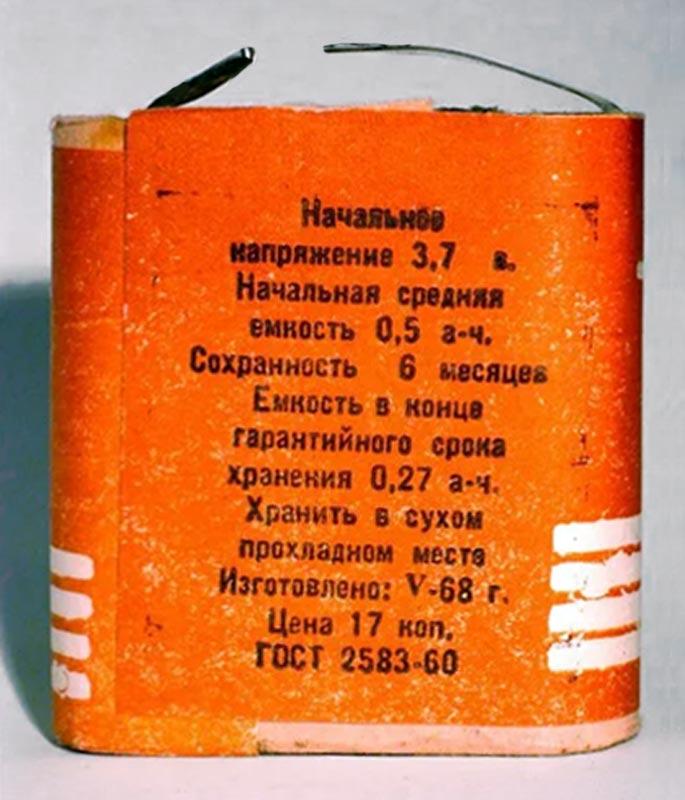 Начальное
напряжение 3,7 в.
Начальная средняя
емкость 0,5 а-ч.
Сохранность 6 месяцев
Емкость в конце
гарантийного срока
хранения 0,27 а-ч.
Хранить в сухом
прохладном месте
Изготовлено: V-68 г.
Цена 17 коп.
ГОСТ 2583-60